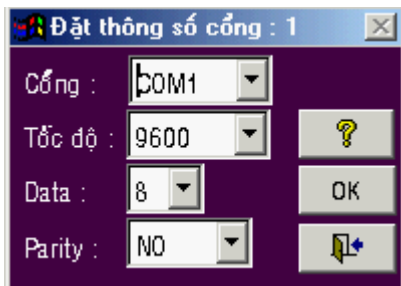 Đặt thông số cổng : 1
Cổng : COM1
Tốc độ : 9600
Data : 8 OK
Parity : NO